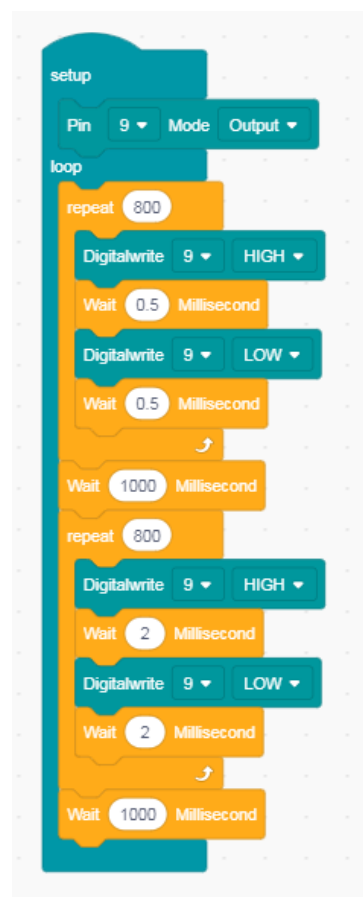 setup
Pin 9 Mode Output
loop
repeat 800
Digitalwrite 9 HIGH
Wait 0.5 Millisecond
Digitalwrite 9 LOW
Wait 0.5 Millisecond
Wait 1000 Millisecond
repeat 800
Digitalwrite 9 HIGH
Wait 2 Millisecond
Digitalwrite 9 LOW
Wait 2 Millisecond
Wait 1000 Millisecond